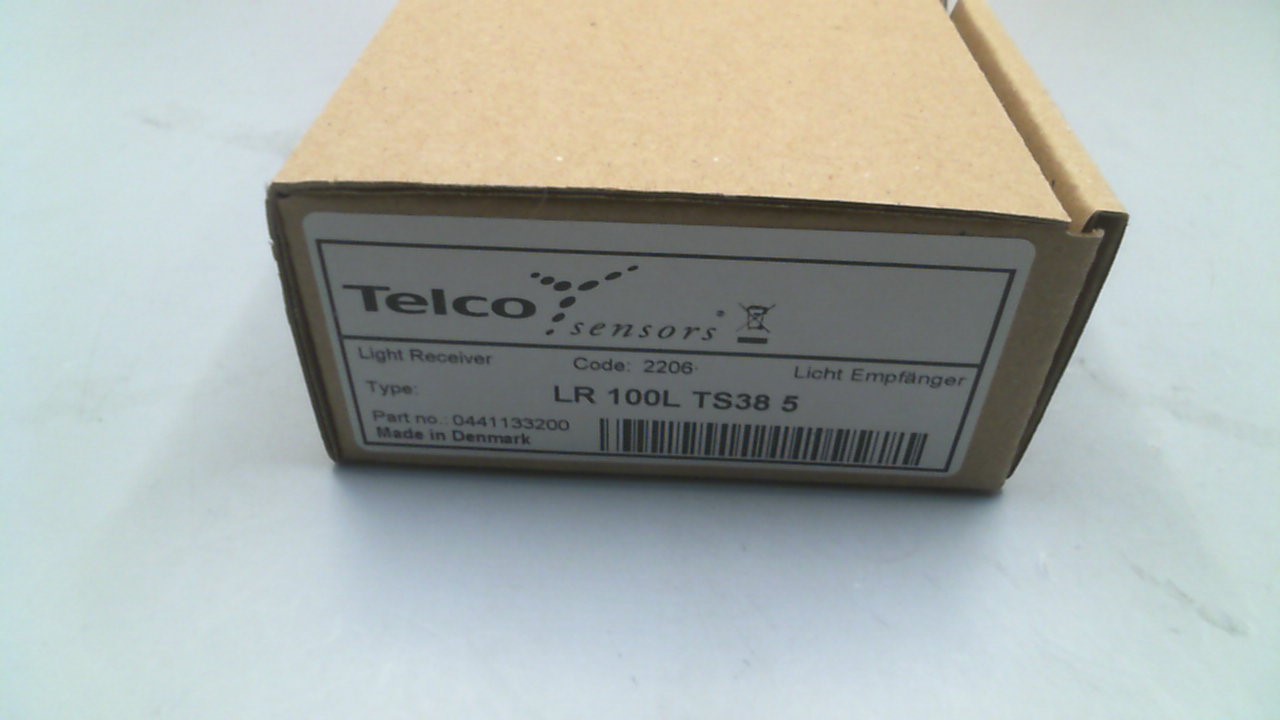 Telco sensors
Light Receiver Code: 2206 Licht Empfänger
Type: LR 100L TS38 5
Part no.: 0441133200
Made in Denmark